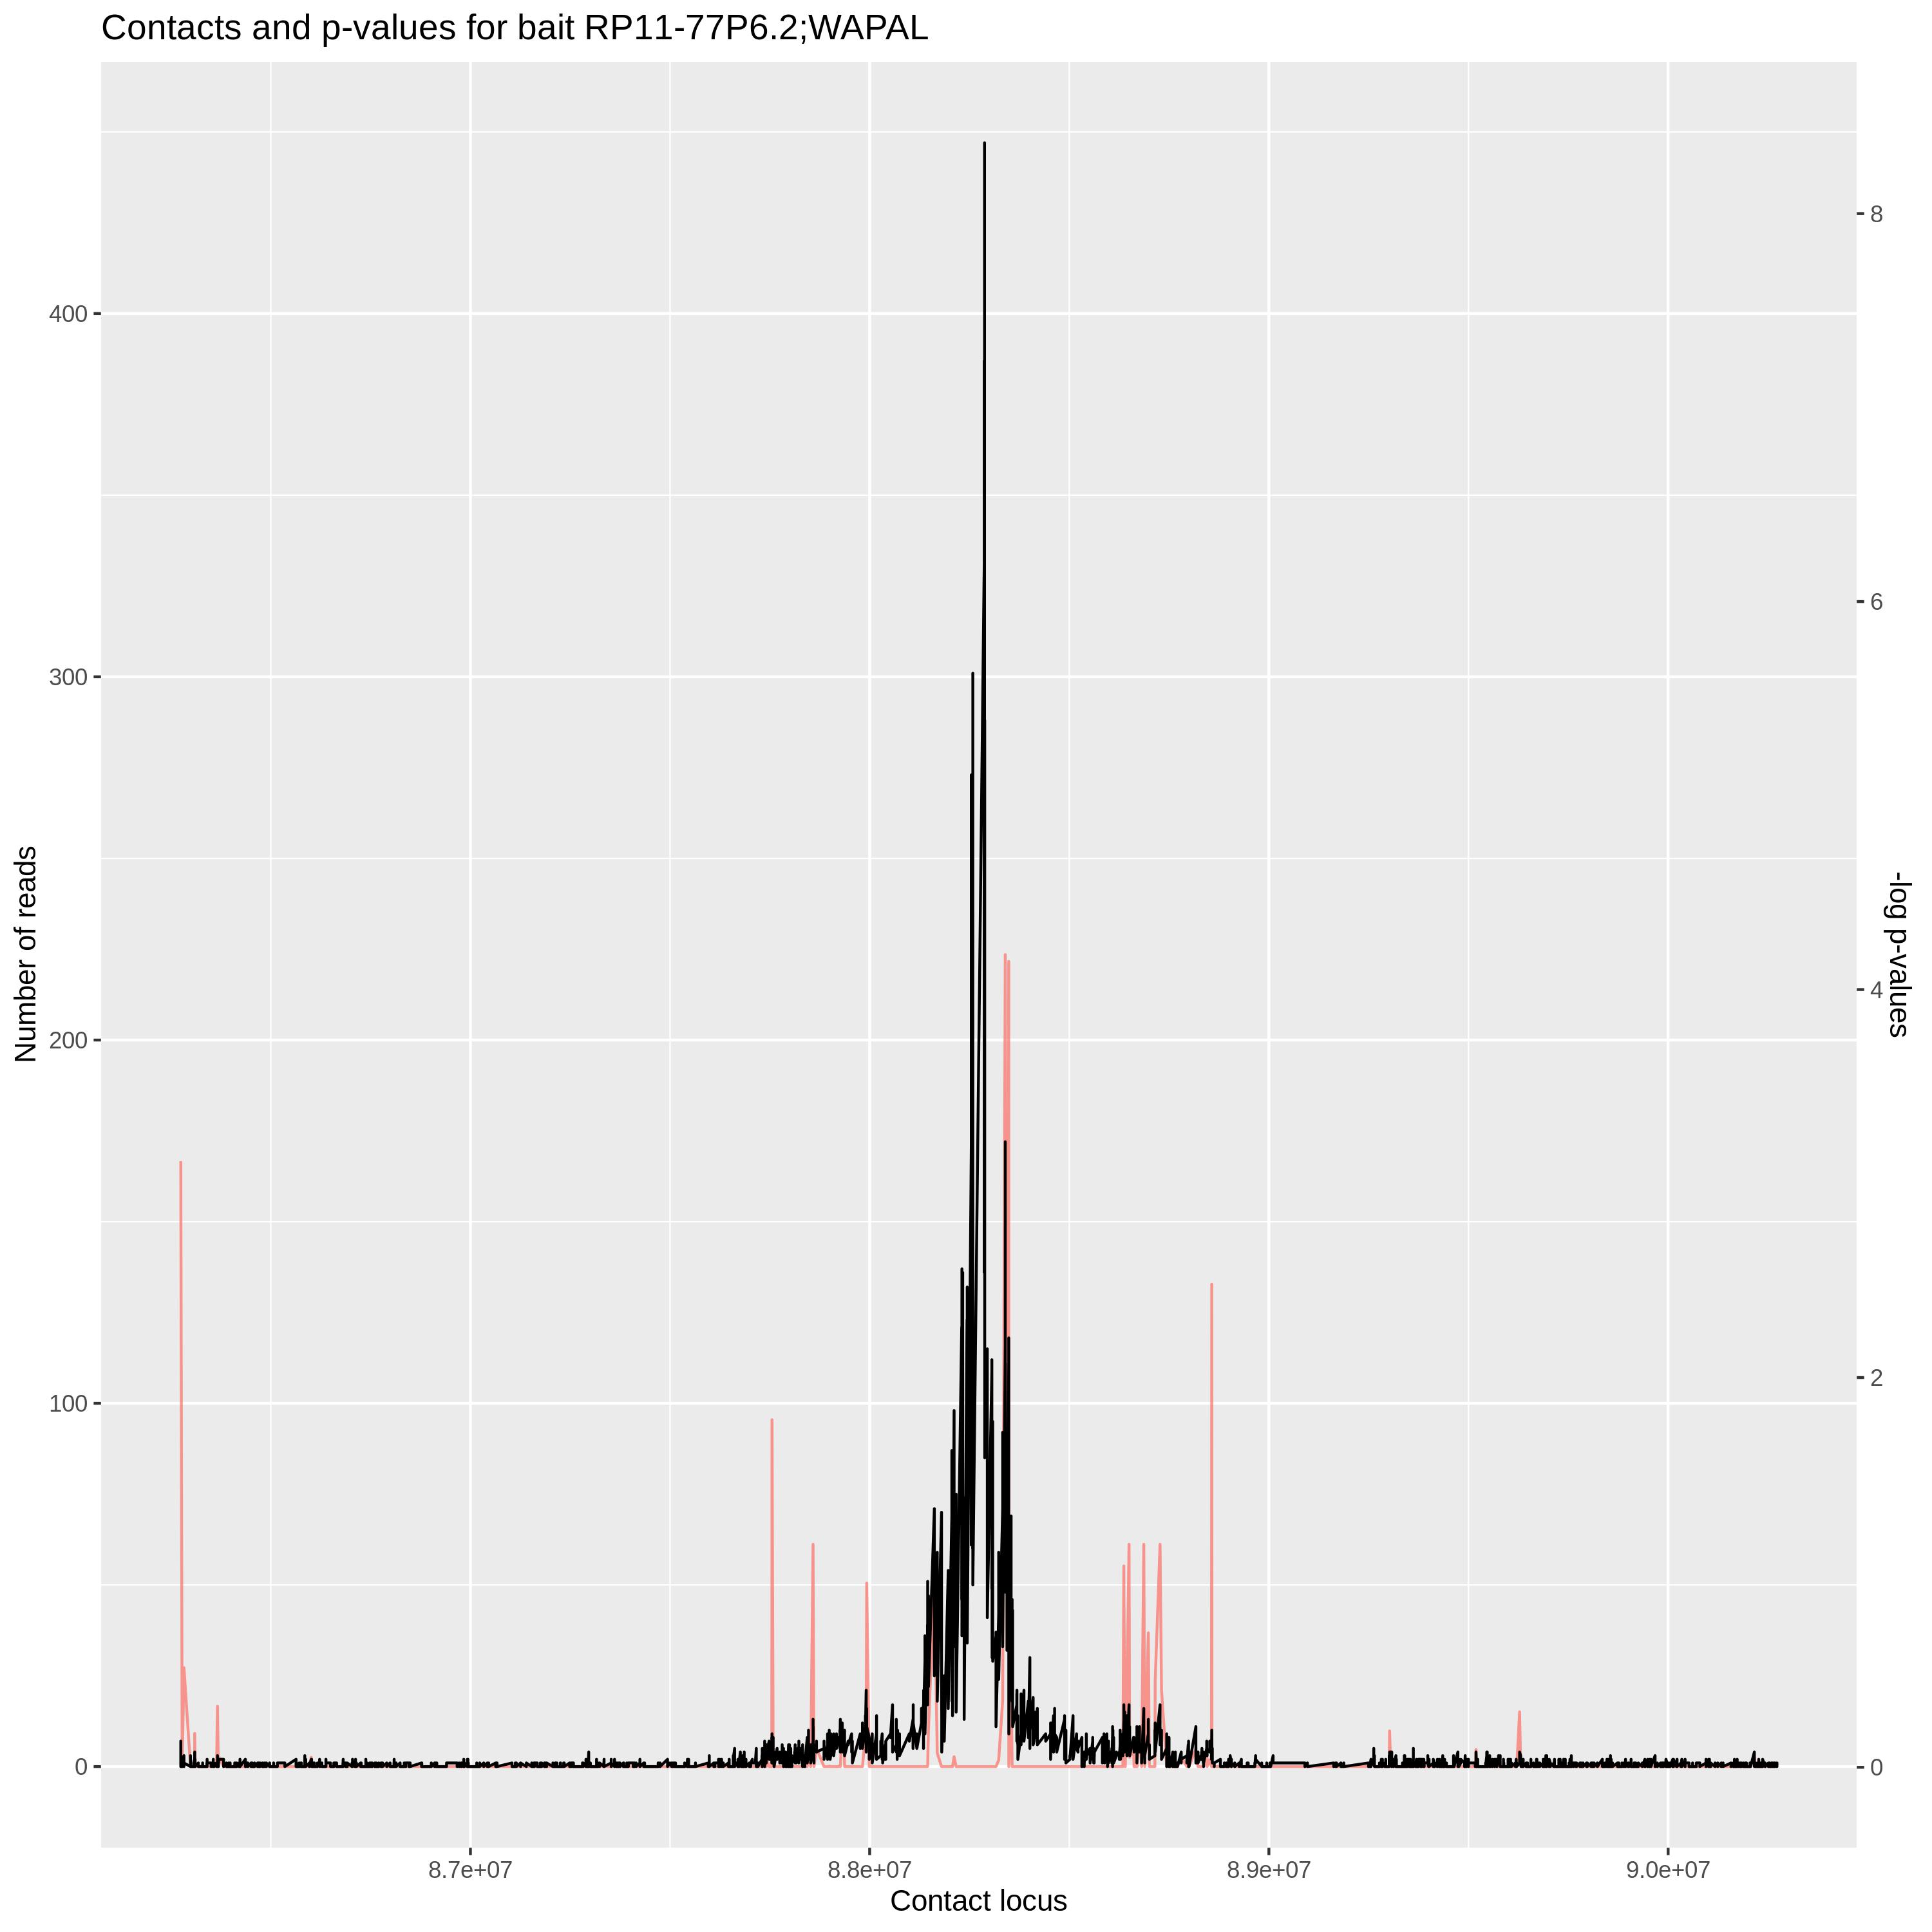 Contacts and p-values for bait RP11-77P6.2;WAPAL
Number of reads
400
300
200
100
0
8
6
4
2
0
-log p-values
8.7e+07 8.8e+07 8.9e+07 9.0e+07
Contact locus